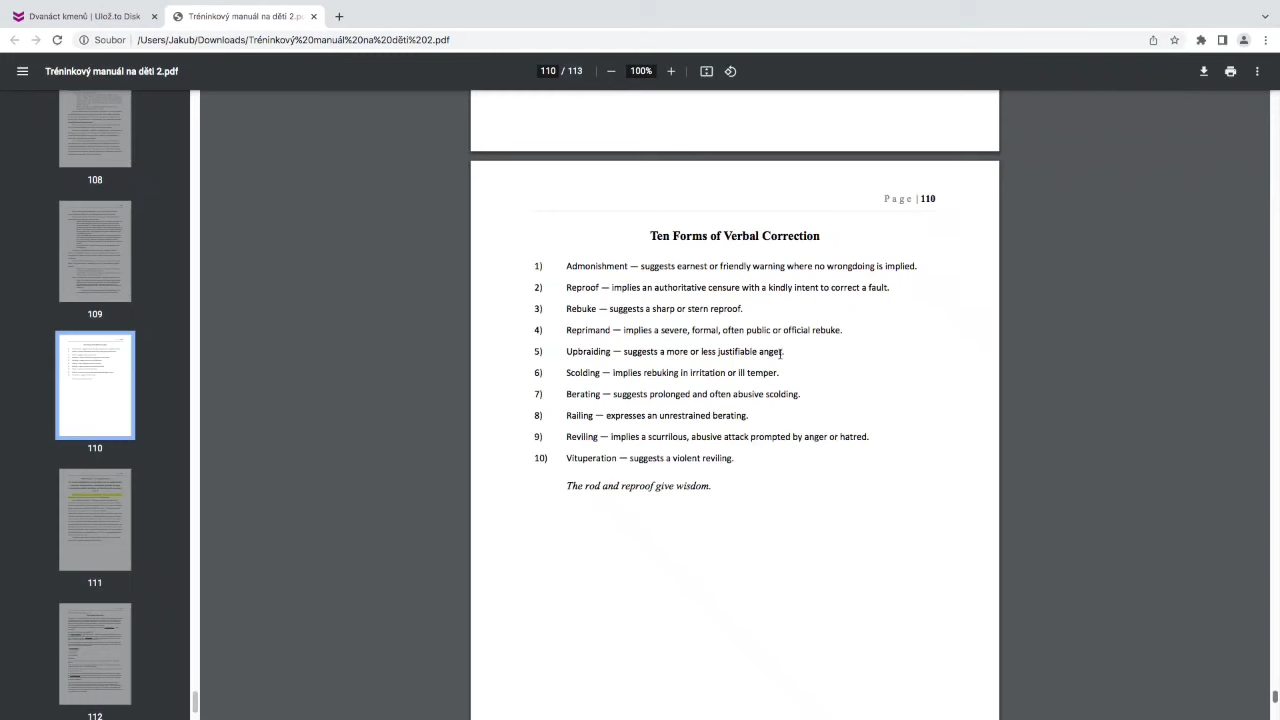 Dvanáct kmenů | Ulož.to Disk
Tréninkový manuál na děti 2.p
Soubor
/Users/Jakub/Downloads/Tréninkový%20manuál%20na%20děti%202.pdf
Tréninkový manuál na děti 2.pdf
110 / 113
100%
108
109
110
111
112
Page | 110
Ten Forms of Verbal Correction
1) Admonishment — suggests earnest or friendly warning where no wrongdoing is implied.
2) Reproof — implies an authoritative censure with a kindly intent to correct a fault.
3) Rebuke — suggests a sharp or stern reproof.
4) Reprimand — implies a severe, formal, often public or official rebuke.
5) Upbraiding — suggests a more or less justifiable anger.
6) Scolding — implies rebuking in irritation or ill temper.
7) Berating — suggests prolonged and often abusive scolding.
8) Railing — expresses an unrestrained berating.
9) Reviling — implies a scurrilous, abusive attack prompted by anger or hatred.
10) Vituperation — suggests a violent reviling.
The rod and reproof give wisdom.